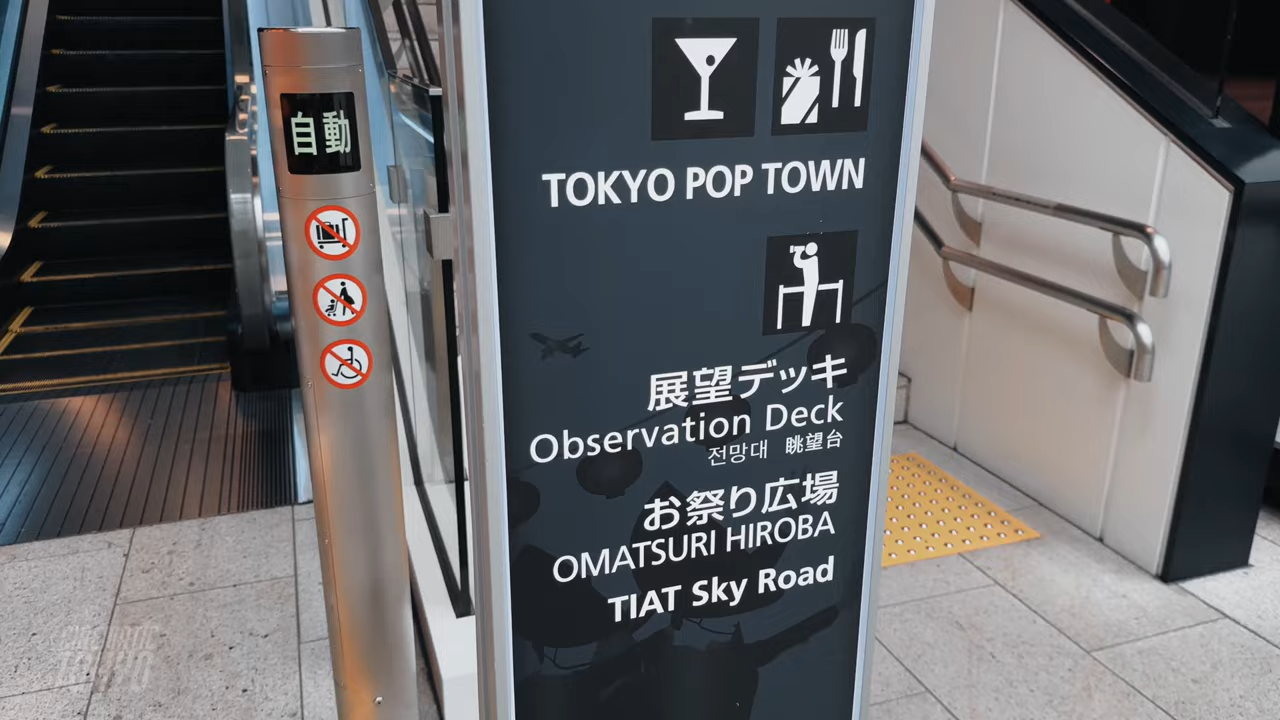 自動
TOKYO POP TOWN
展望デッキ
Observation Deck
전망대 眺望台
お祭り広場
OMATSURI HIROBA
TIAT Sky Road
TOKYO